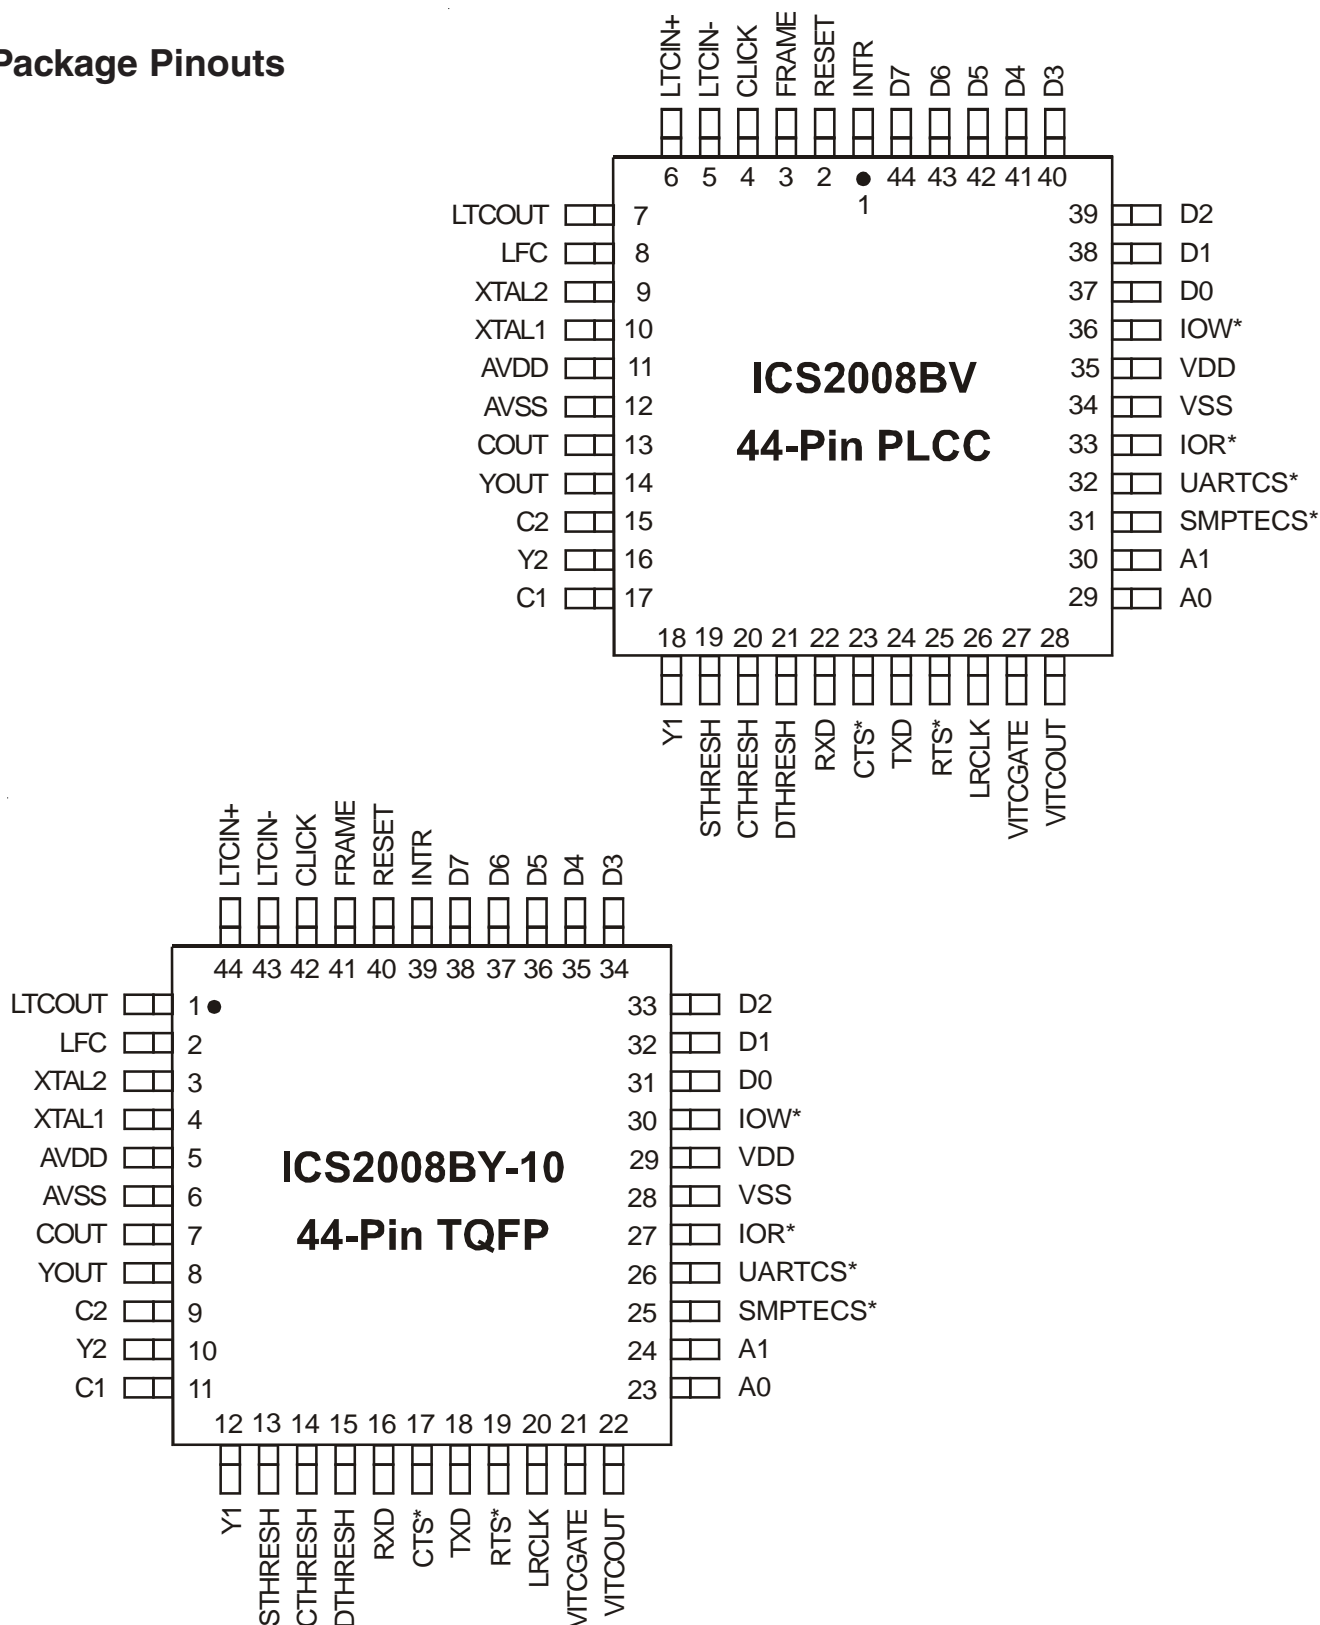 Package Pinouts
LTCIN+ LTCIN- CLICK FRAME RESET INTR D7 D6 D5 D4 D3
6 5 4 3 2 1 44 43 42 41 40
LTCOUT 7 39 D2
LFC 8 38 D1
XTAL2 9 37 D0
XTAL1 10 36 IOW*
AVDD 11 35 VDD
AVSS 12 34 VSS
COUT 13 33 IOR*
YOUT 14 32 UARTCS*
C2 15 31 SMPTECS*
Y2 16 30 A1
C1 17 29 A0
ICS2008BV
44-Pin PLCC
18 19 20 21 22 23 24 25 26 27 28
Y1 STHRESH CTHRESH DTHRESH RXD CTS* TXD RTS* LRCLK VITCGATE VITCOUT
LTCIN+ LTCIN- CLICK FRAME RESET INTR D7 D6 D5 D4 D3
44 43 42 41 40 39 38 37 36 35 34
LTCOUT 1 33 D2
LFC 2 32 D1
XTAL2 3 31 D0
XTAL1 4 30 IOW*
AVDD 5 29 VDD
AVSS 6 28 VSS
COUT 7 27 IOR*
YOUT 8 26 UARTCS*
C2 9 25 SMPTECS*
Y2 10 24 A1
C1 11 23 A0
ICS2008BY-10
44-Pin TQFP
12 13 14 15 16 17 18 19 20 21 22
Y1 STHRESH CTHRESH DTHRESH RXD CTS* TXD RTS* LRCLK VITCGATE VITCOUT